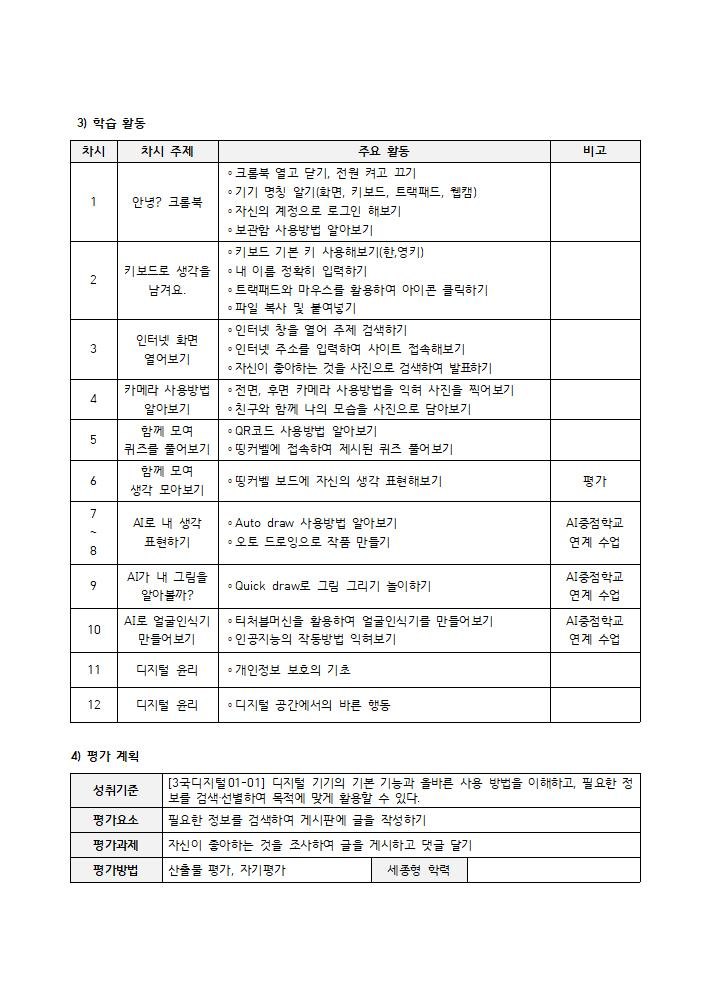 3) 학습 활동
차시 차시 주제 주요 활동 비고
1 안녕? 크롬북
◦크롬북 열고 닫기, 전원 켜고 끄기
◦기기 명칭 알기(화면, 키보드, 트랙패드, 웹캠)
◦자신의 계정으로 로그인 해보기
◦보관함 사용방법 알아보기
2 키보드로 생각을
남겨요.
◦키보드 기본 키 사용해보기(한,영키)
◦내 이름 정확히 입력하기
◦트랙패드와 마우스를 활용하여 아이콘 클릭하기
◦파일 복사 및 붙여넣기
3 인터넷 화면
열어보기
◦인터넷 창을 열어 주제 검색하기
◦인터넷 주소를 입력하여 사이트 접속해보기
◦자신이 좋아하는 것을 사진으로 검색하여 발표하기
4 카메라 사용방법
알아보기
◦전면, 후면 카메라 사용방법을 익혀 사진을 찍어보기
◦친구와 함께 나의 모습을 사진으로 담아보기
5 함께 모여
퀴즈를 풀어보기
◦QR코드 사용방법 알아보기
◦띵커벨에 접속하여 제시된 퀴즈 풀어보기
6 함께 모여
생각 모아보기
◦띵커벨 보드에 자신의 생각 표현해보기
평가
7
~
8
AI로 내 생각
표현하기
◦Auto draw 사용방법 알아보기
◦오토 드로잉으로 작품 만들기
AI중점학교
연계 수업
9 AI가 내 그림을
알아볼까?
◦Quick draw로 그림 그리기 놀이하기
AI중점학교
연계 수업
10 AI로 얼굴인식기
만들어보기
◦티처블머신을 활용하여 얼굴인식기를 만들어보기
◦인공지능의 작동방법 익혀보기
AI중점학교
연계 수업
11 디지털 윤리 ◦개인정보 보호의 기초
12 디지털 윤리 ◦디지털 공간에서의 바른 행동
4) 평가 계획
성취기준 [3국디지털01-01] 디지털 기기의 기본 기능과 올바른 사용 방법을 이해하고, 필요한 정
보를 검색·선별하여 목적에 맞게 활용할 수 있다.
평가요소 필요한 정보를 검색하여 게시판에 글을 작성하기
평가과제 자신이 좋아하는 것을 조사하여 글을 게시하고 댓글 달기
평가방법 산출물 평가, 자기평가 세종형 학력